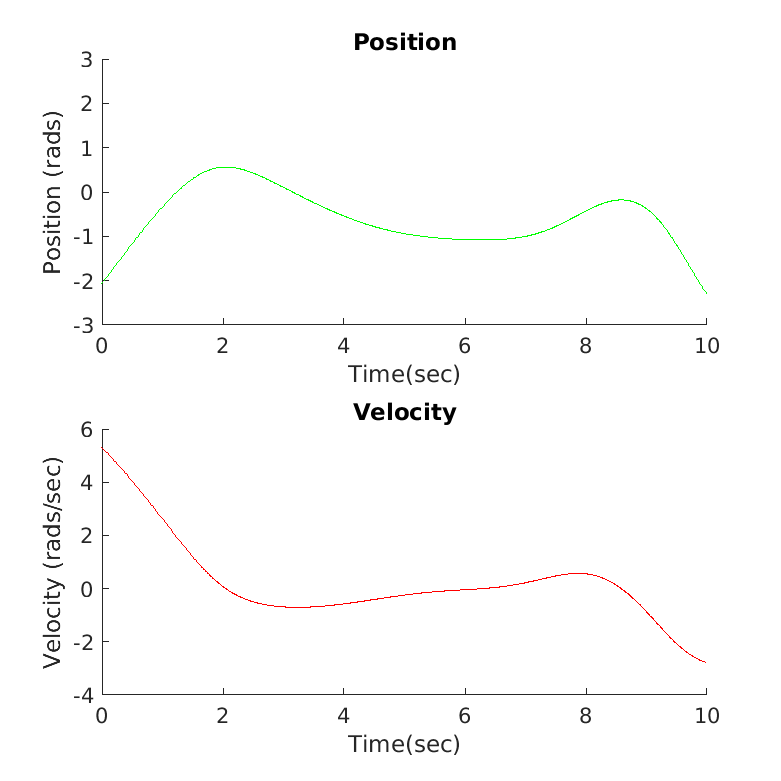 Position
3
2
1
0
-1
-2
-3
Position (rads)
0 2 4 6 8 10
Time(sec)
Velocity
6
4
2
0
-2
-4
Velocity (rads/sec)
0 2 4 6 8 10
Time(sec)